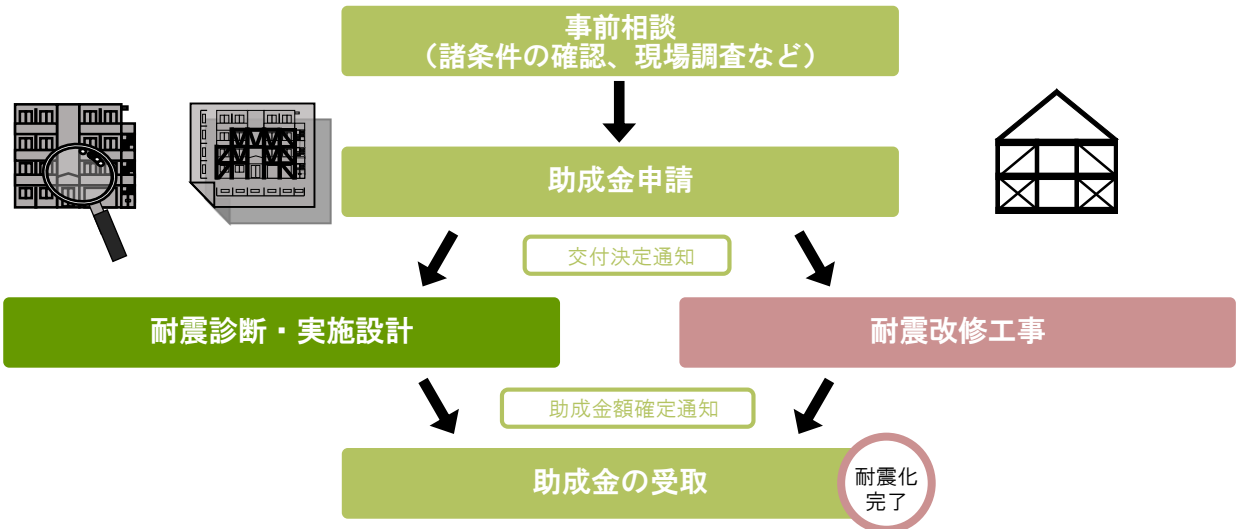 事前相談
（諸条件の確認、現場調査など）
助成金申請
交付決定通知
耐震診断・実施設計
耐震改修工事
助成金額確定通知
助成金の受取
耐震化
完了